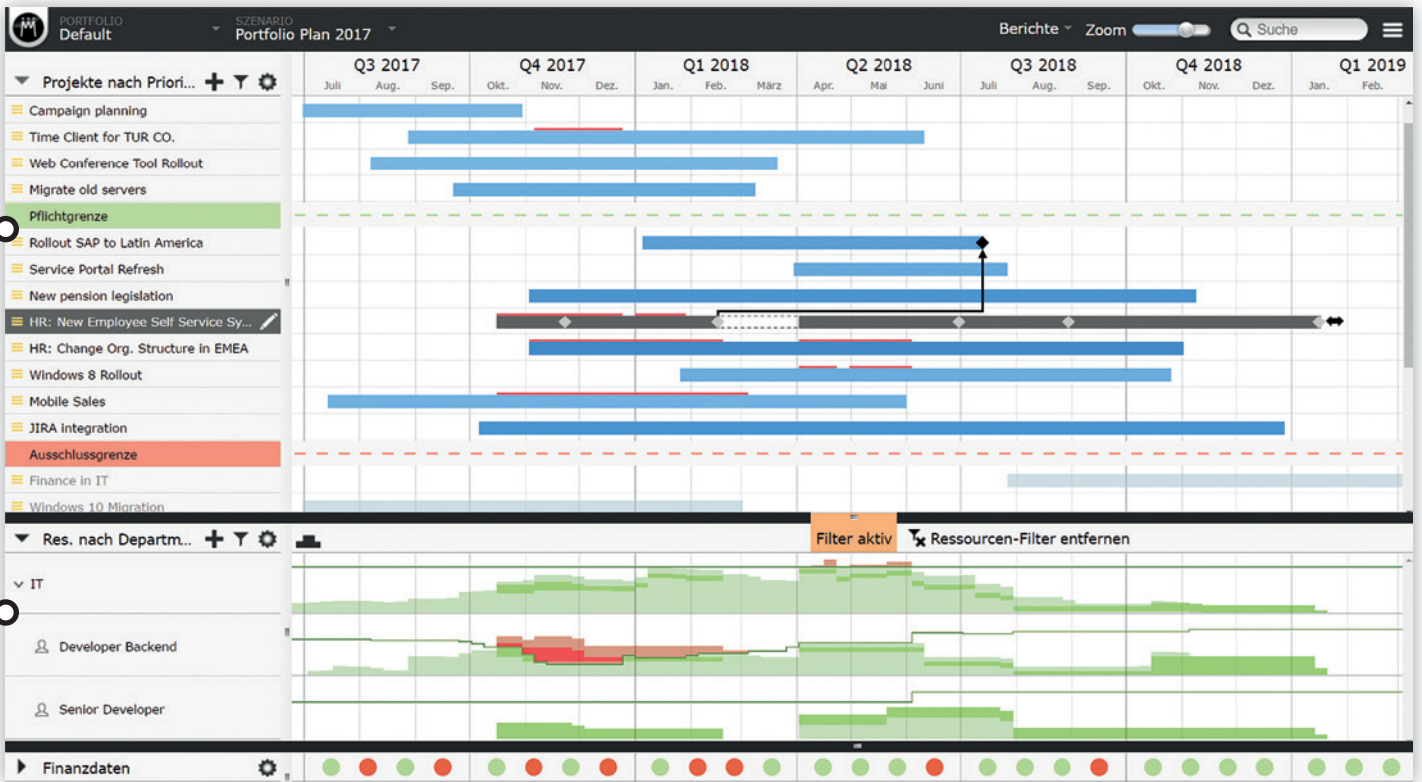 PORTFOLIO
Default
SZENARIO
Portfolio Plan 2017
Berichte
Zoom
Suche
Projekte nach Priori...
Q3 2017 Q4 2017 Q1 2018 Q2 2018 Q3 2018 Q4 2018 Q1 2019
Juli Aug. Sep. Okt. Nov. Dez. Jan. Feb. März Apr. Mai Juni Juli Aug. Sep. Okt. Nov. Dez. Jan. Feb.
Campaign planning
Time Client for TUR CO.
Web Conference Tool Rollout
Migrate old servers
Pflichtgrenze
Rollout SAP to Latin America
Service Portal Refresh
New pension legislation
HR: New Employee Self Service Sy...
HR: Change Org. Structure in EMEA
Windows 8 Rollout
Mobile Sales
JIRA integration
Ausschlussgrenze
Finance in IT
Windows 10 Migration
Res. nach Departm...
Filter aktiv
Ressourcen-Filter entfernen
IT
Developer Backend
Senior Developer
Finanzdaten